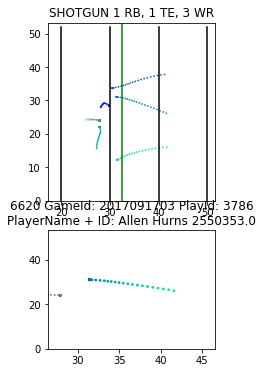 SHOTGUN 1 RB, 1 TE, 3 WR
50
40
30
20
10
0
20 30 40 50
6620 GameId: 2017091703 PlayId: 3786
PlayerName + ID: Allen Hurns 2550353.0
40
20
0
30 35 40 45